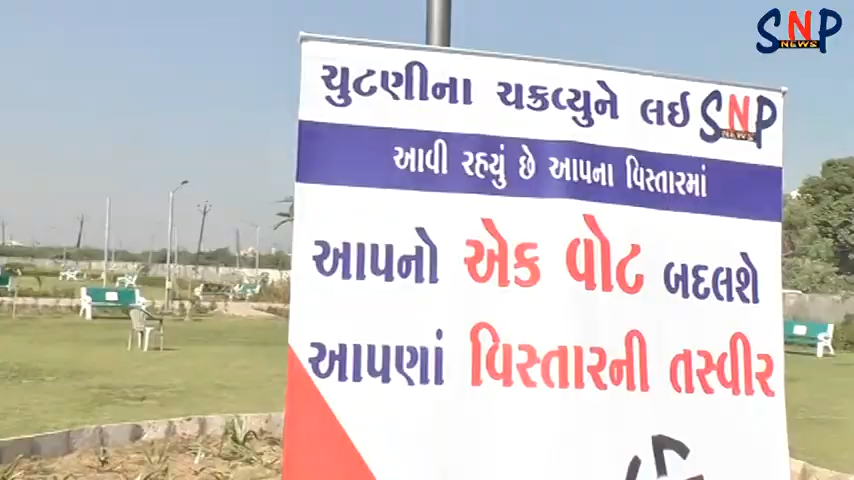 SNP
NEWS
ચુટણીના ચક્રવ્યુને લઇ SNP
NEWS
આવી રહ્યું છે આપના વિસ્તારમાં
આપનો એક વોટ બદલશે
આપણાં વિસ્તારની તસ્વીર